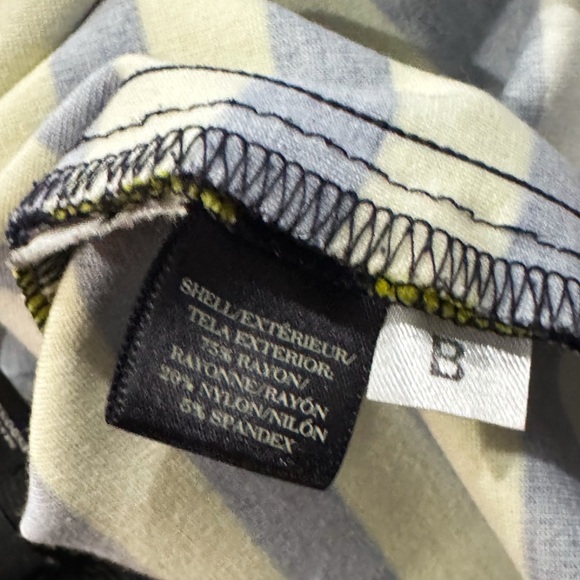 SHELL/EXTÉRIEUR/
TELA EXTERIOR:
75% RAYON/
RAYONNE/RAYÓN
20% NYLON/NILÓN
5% SPANDEX
B